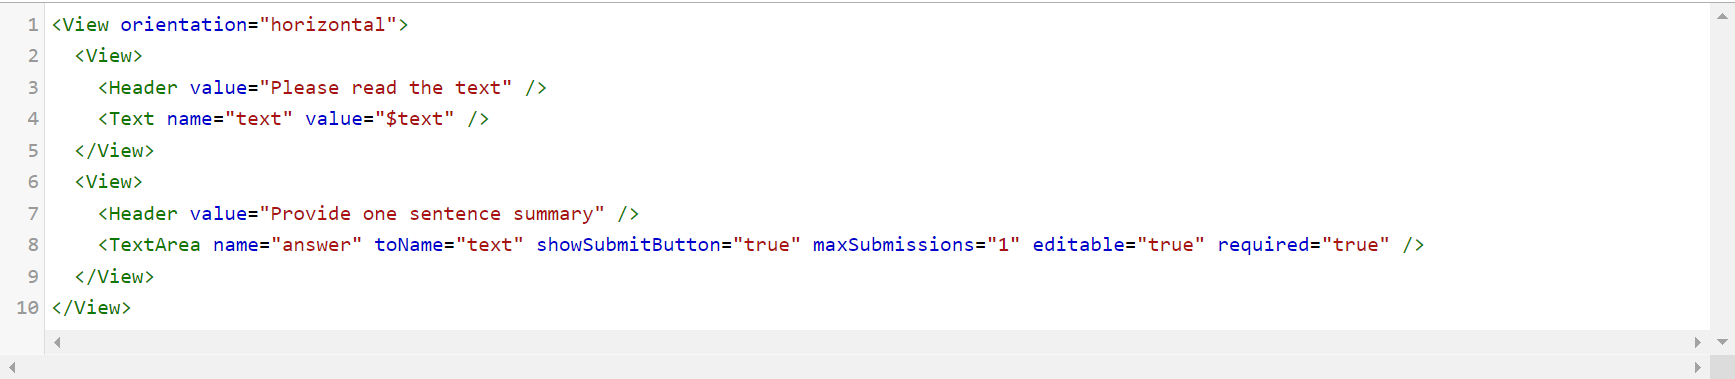 1 <View orientation="horizontal">
2   <View>
3     <Header value="Please read the text" />
4     <Text name="text" value="$text" />
5   </View>
6   <View>
7     <Header value="Provide one sentence summary" />
8     <TextArea name="answer" toName="text" showSubmitButton="true" maxSubmissions="1" editable="true" required="true" />
9   </View>
10 </View>